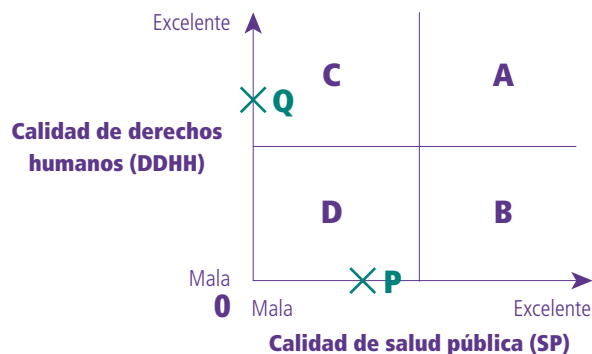 Excelente
C
A
Q
Calidad de derechos
humanos (DDHH)
D
B
Mala
P
0
Mala
Excelente
Calidad de salud pública (SP)